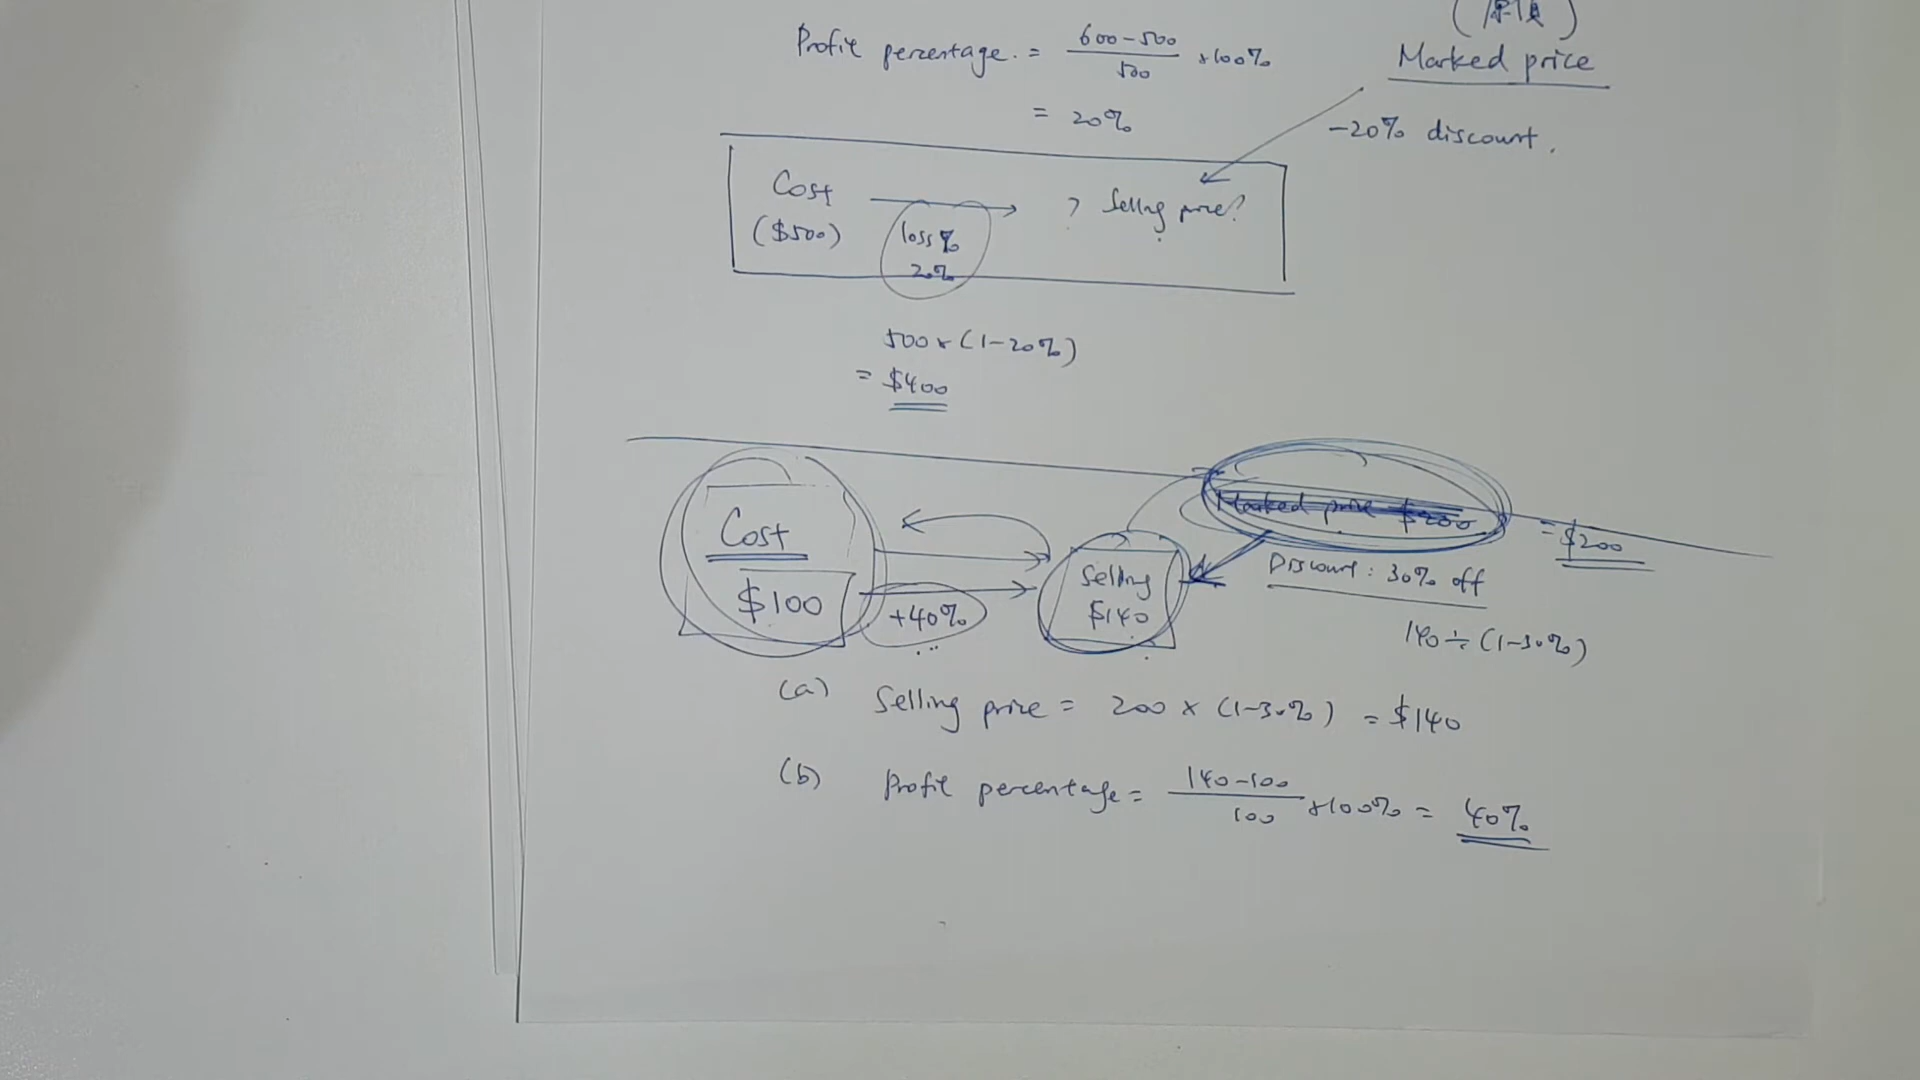 (原價)
Marked price
-20% discount.
Profit percentage. = 600-500 / 500 ×100%
= 20%
Cost
($500)
loss %
20%
? Selling price?
500×(1-20%)
= $400
Marked price $200
= $200
Cost
$100
+40%
Selling
$140
Discount: 30% off
140÷(1-30%)
(a) Selling price = 200 × (1-30%) = $140
(b) Profit percentage = 140-100 / 100 ×100% = 40%